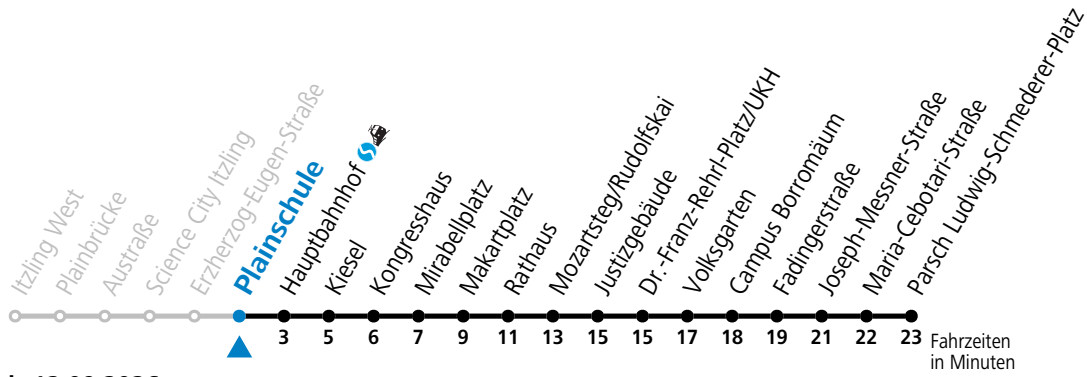 Itzling West
Plainbrücke
Austraße
Science City Itzling
Erzherzog-Eugen-Straße
Plainschule
Hauptbahnhof
Kiesel
Kongresshaus
Mirabellplatz
Makartplatz
Rathaus
Mozartsteg/Rudolfskai
Justizgebäude
Dr.-Franz-Rehrl-Platz/UKH
Volksgarten
Campus Borromäum
Fadingerstraße
Joseph-Messner-Straße
Maria-Cebotari-Straße
Parsch Ludwig-Schmederer-Platz
3 5 6 7 9 11 13 15 15 17 18 19 21 22 23
Fahrzeiten
in Minuten